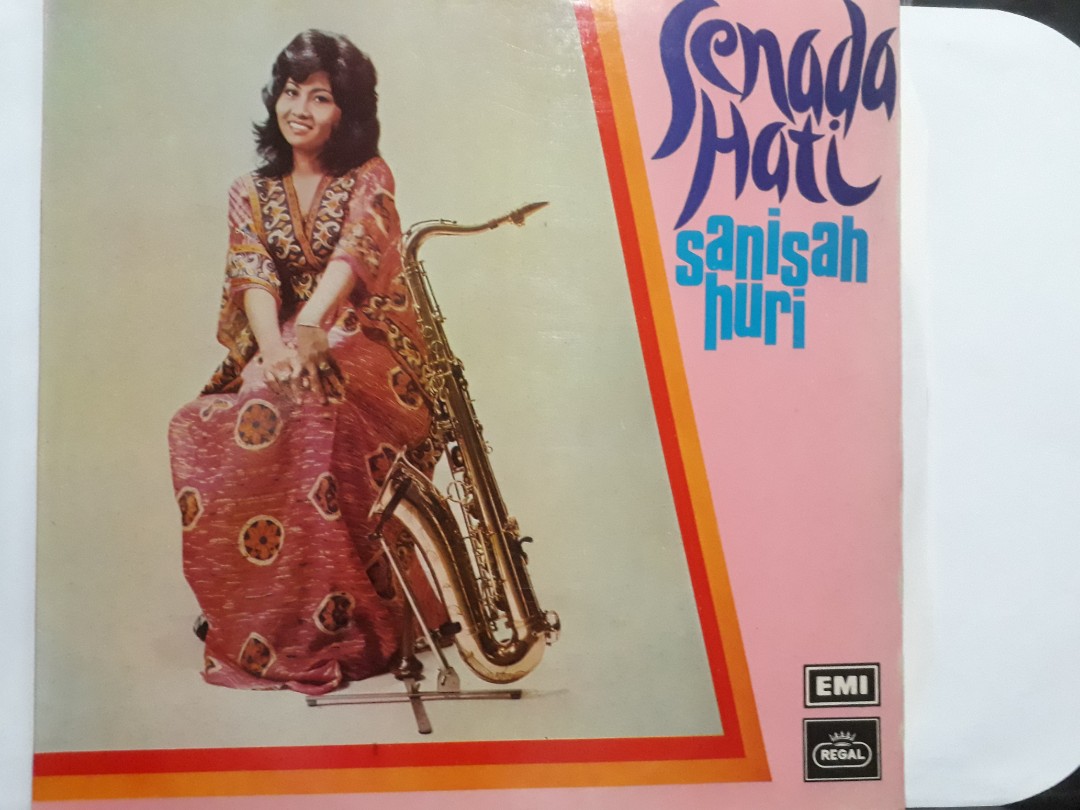 Senada
Hati
sanisah
huri
EMI
REGAL